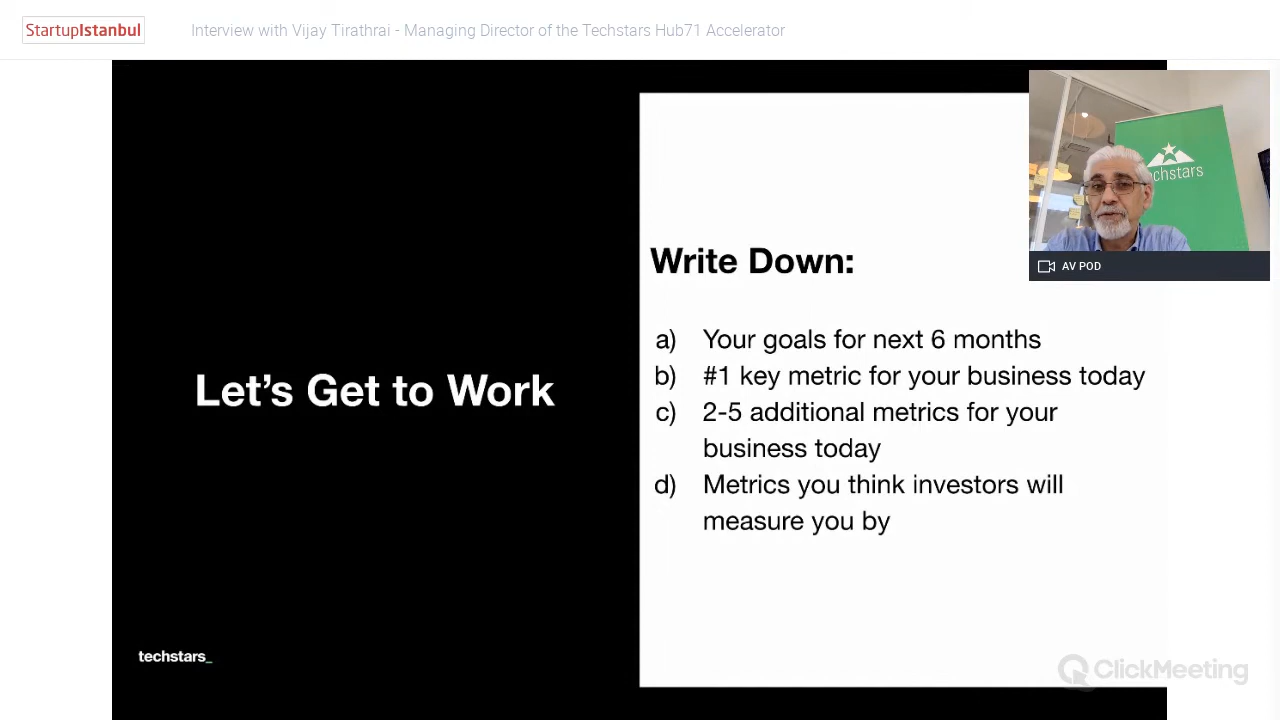 StartupIstanbul
Interview with Vijay Tirathrai - Managing Director of the Techstars Hub71 Accelerator
echstars
AV POD
Write Down:
a) Your goals for next 6 months
b) #1 key metric for your business today
c) 2-5 additional metrics for your
business today
d) Metrics you think investors will
measure you by
Let's Get to Work
techstars_
ClickMeeting